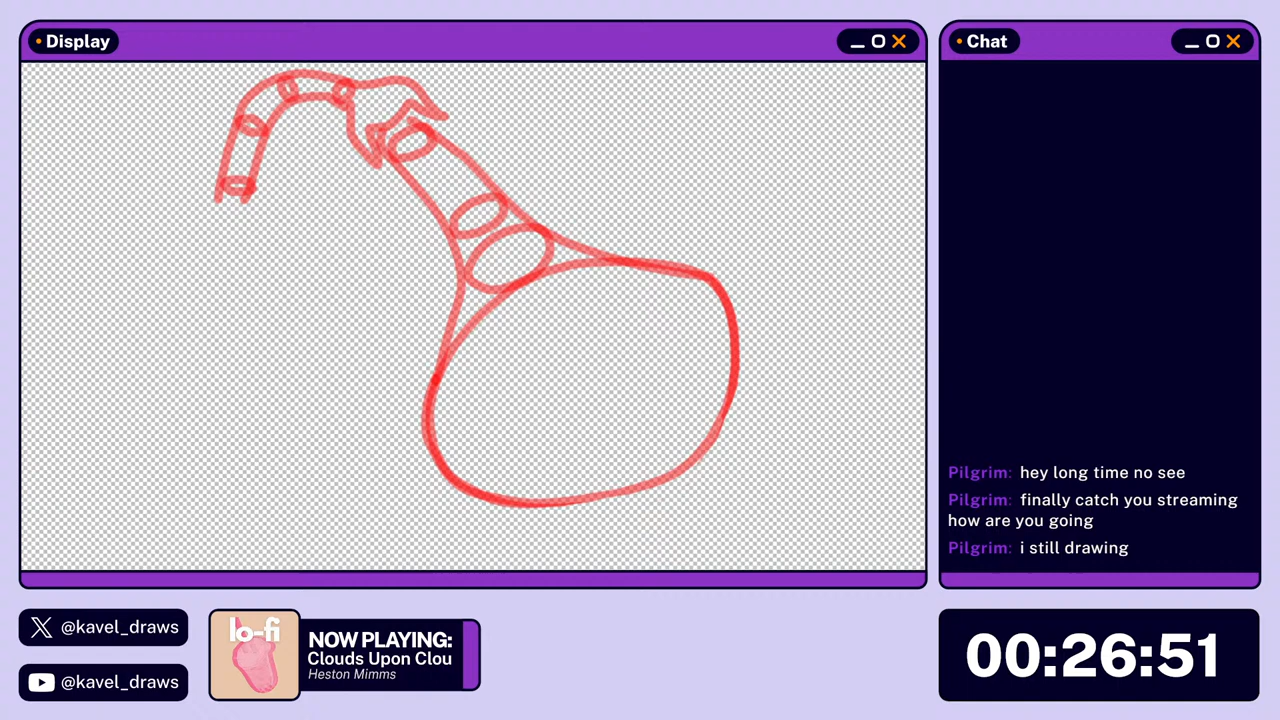 Display
Chat
Pilgrim: hey long time no see
Pilgrim: finally catch you streaming
how are you going
Pilgrim: i still drawing
@kavel_draws
@kavel_draws
lo-fi
NOW PLAYING:
Clouds Upon Clou
Heston Mimms
00:26:51